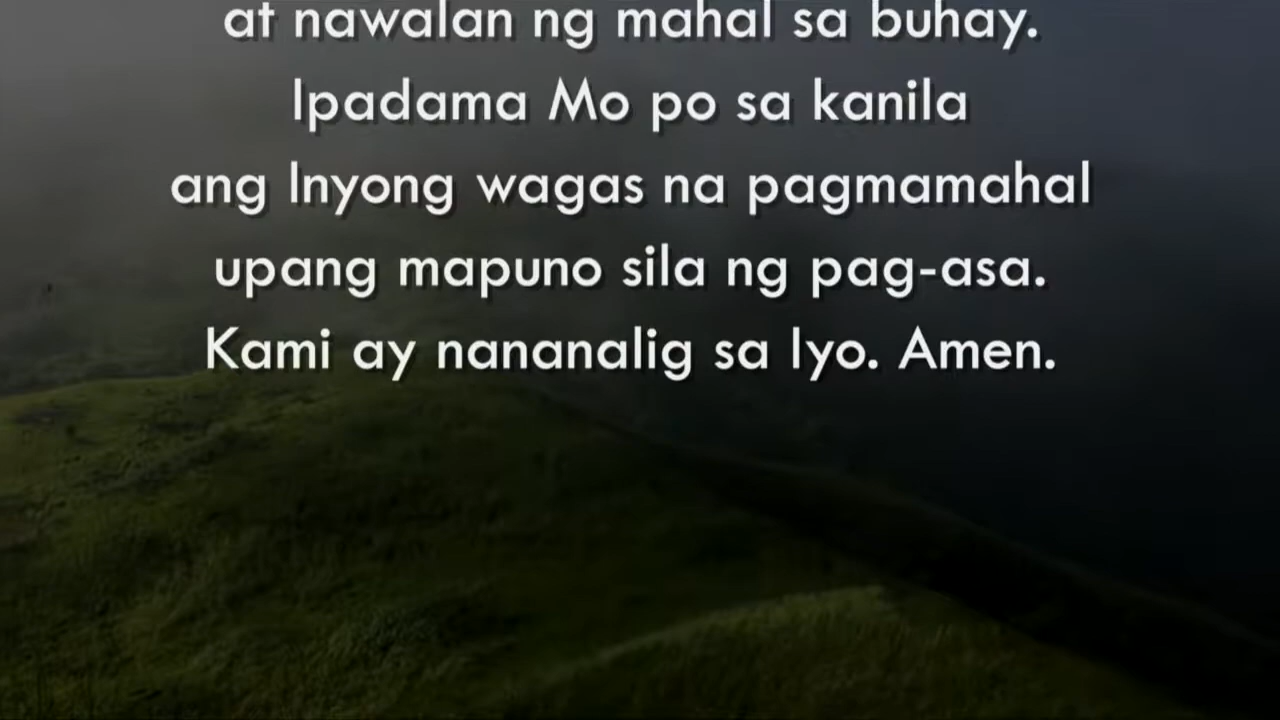 at nawalan ng mahal sa buhay.
Ipadama Mo po sa kanila
ang Inyong wagas na pagmamahal
upang mapuno sila ng pag-asa.
Kami ay nananalig sa Iyo. Amen.